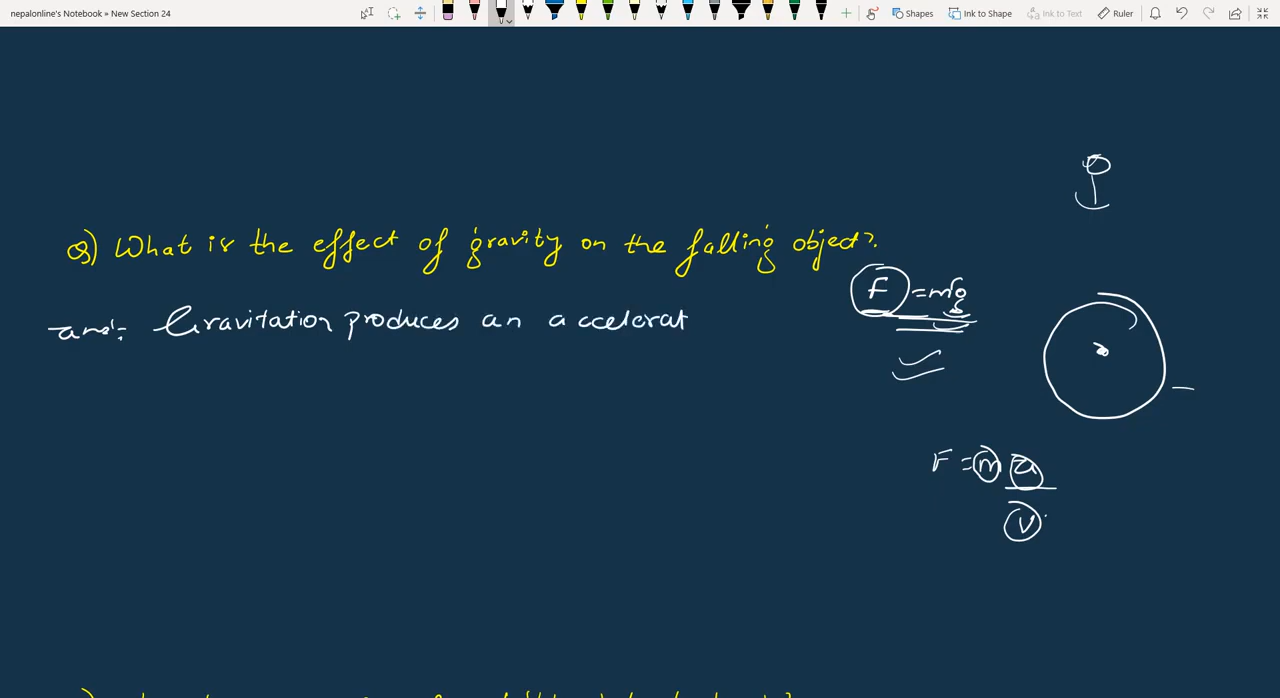 nepalonline's Notebook » New Section 24
Shapes Ink to Shape Ink to Text Ruler
Q) What is the effect of gravity on the falling object?
F = mg
ans: Gravitation produces an accelerat
F = m a
v